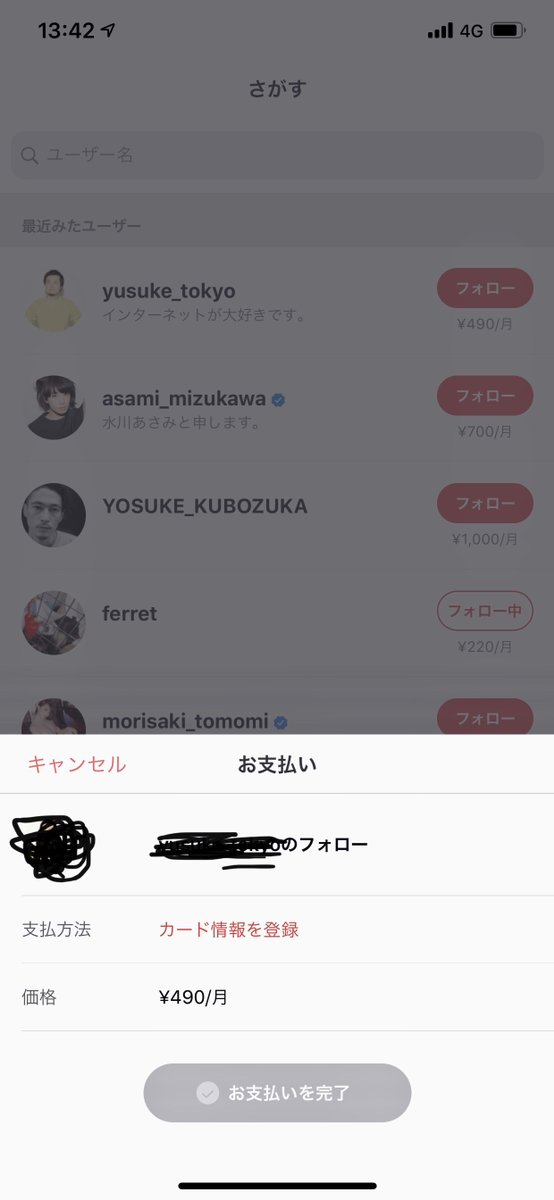 13:42 4G
さがす
ユーザー名
最近みたユーザー
yusuke_tokyo フォロー
インターネットが大好きです。 ¥490/月
asami_mizukawa フォロー
水川あさみと申します。 ¥700/月
YOSUKE_KUBOZUKA フォロー
¥1,000/月
ferret フォロー中
¥220/月
morisaki_tomomi フォロー
キャンセル お支払い
のフォロー
支払方法 カード情報を登録
価格 ¥490/月
お支払いを完了